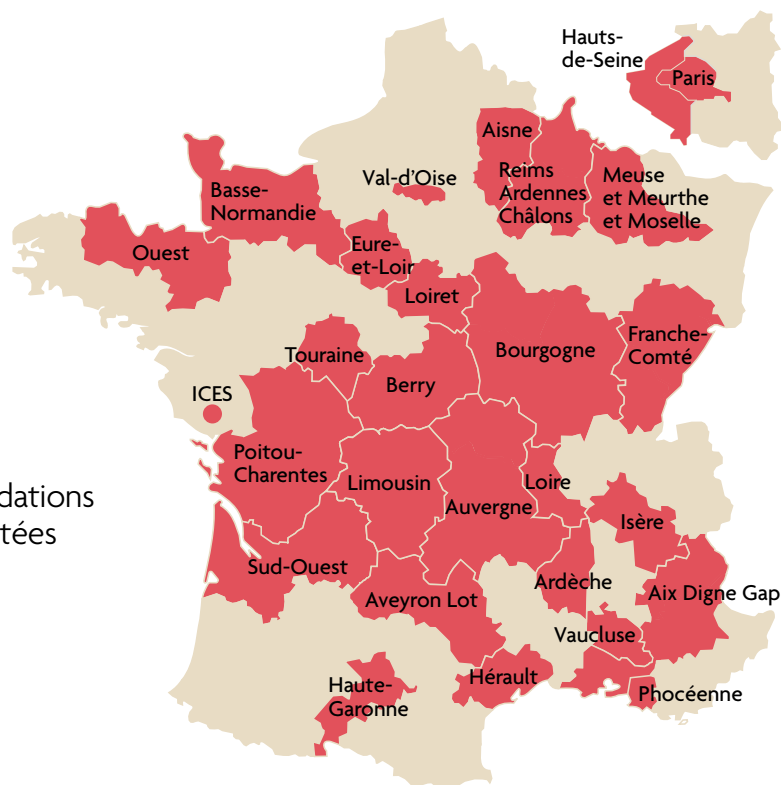 Hauts-
de-Seine
Paris
Aisne
Val-d'Oise
Reims
Ardennes
Châlons
Meuse
et Meurthe
et Moselle
Basse-
Normandie
Ouest
Eure-
et-Loir
Loiret
Touraine
Bourgogne
Franche-
Comté
Berry
ICES
Poitou-
Charentes
Limousin
Loire
Auvergne
dations
tées
Isère
Sud-Ouest
Ardèche
Aix Digne Gap
Aveyron Lot
Vaucluse
Hérault
Haute-
Garonne
Phocéenne